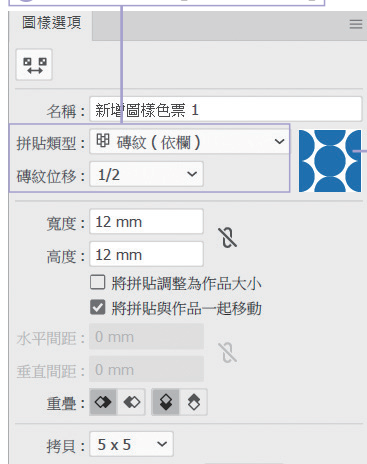 圖樣選項
名稱：新增圖樣色票 1
拼貼類型：磚紋 ( 依欄 )
磚紋位移：1/2
寬度：12 mm
高度：12 mm
將拼貼調整為作品大小
將拼貼與作品一起移動
水平間距：0 mm
垂直間距：0 mm
重疊：
拷貝：5 x 5